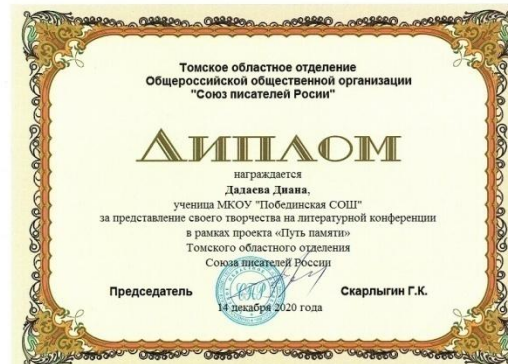 Томское областное отделение
Общероссийской общественной организации
"Союз писателей Росии"
ДИПЛОМ
награждается
Дадаева Диана,
ученица МКОУ "Побединская СОШ"
за представление своего творчества на литературной конференции
в рамках проекта «Путь памяти»
Томского областного отделения
Союза писателей России
Председатель
Скарлыгин Г.К.
14 декабря 2020 года